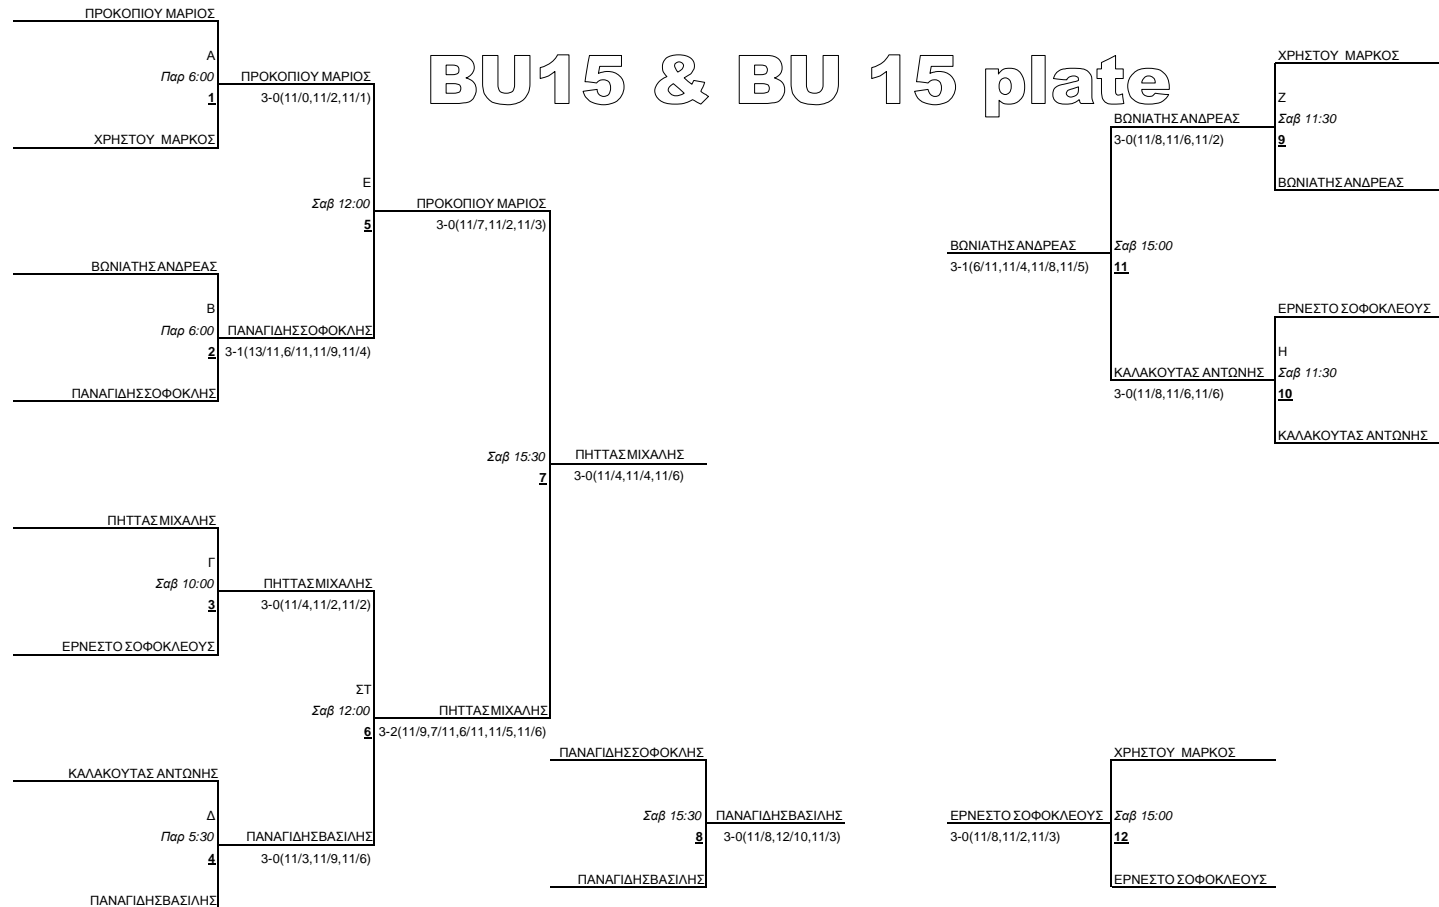 ΠΡΟΚΟΠΙΟΥ ΜΑΡΙΟΣ
Α
Παρ 6:00
ΠΡΟΚΟΠΙΟΥ ΜΑΡΙΟΣ
1
3-0(11/0,11/2,11/1)
ΧΡΗΣΤΟΥ ΜΑΡΚΟΣ
BU15 & BU 15 plate
ΧΡΗΣΤΟΥ ΜΑΡΚΟΣ
Ζ
ΒΩΝΙΑΤΗΣ ΑΝΔΡΕΑΣ
Σαβ 11:30
3-0(11/8,11/6,11/2)
9
ΒΩΝΙΑΤΗΣ ΑΝΔΡΕΑΣ
Ε
Σαβ 12:00
ΠΡΟΚΟΠΙΟΥ ΜΑΡΙΟΣ
5
3-0(11/7,11/2,11/3)
ΒΩΝΙΑΤΗΣ ΑΝΔΡΕΑΣ
Σαβ 15:00
3-1(6/11,11/4,11/8,11/5)
11
ΒΩΝΙΑΤΗΣ ΑΝΔΡΕΑΣ
Β
Παρ 6:00
ΠΑΝΑΓΙΔΗΣ ΣΟΦΟΚΛΗΣ
2
3-1(13/11,6/11,11/9,11/4)
ΠΑΝΑΓΙΔΗΣ ΣΟΦΟΚΛΗΣ
ΕΡΝΕΣΤΟ ΣΟΦΟΚΛΕΟΥΣ
Η
ΚΑΛΑΚΟΥΤΑΣ ΑΝΤΩΝΗΣ
Σαβ 11:30
3-0(11/8,11/6,11/6)
10
ΚΑΛΑΚΟΥΤΑΣ ΑΝΤΩΝΗΣ
Σαβ 15:30
ΠΗΤΤΑΣ ΜΙΧΑΛΗΣ
7
3-0(11/4,11/4,11/6)
ΠΗΤΤΑΣ ΜΙΧΑΛΗΣ
Γ
Σαβ 10:00
ΠΗΤΤΑΣ ΜΙΧΑΛΗΣ
3
3-0(11/4,11/2,11/2)
ΕΡΝΕΣΤΟ ΣΟΦΟΚΛΕΟΥΣ
ΣΤ
Σαβ 12:00
ΠΗΤΤΑΣ ΜΙΧΑΛΗΣ
6
3-2(11/9,7/11,6/11,11/5,11/6)
ΚΑΛΑΚΟΥΤΑΣ ΑΝΤΩΝΗΣ
Δ
Παρ 5:30
ΠΑΝΑΓΙΔΗΣ ΒΑΣΙΛΗΣ
4
3-0(11/3,11/9,11/6)
ΠΑΝΑΓΙΔΗΣ ΒΑΣΙΛΗΣ
ΠΑΝΑΓΙΔΗΣ ΣΟΦΟΚΛΗΣ
Σαβ 15:30
ΠΑΝΑΓΙΔΗΣ ΒΑΣΙΛΗΣ
8
3-0(11/8,12/10,11/3)
ΠΑΝΑΓΙΔΗΣ ΒΑΣΙΛΗΣ
ΧΡΗΣΤΟΥ ΜΑΡΚΟΣ
ΕΡΝΕΣΤΟ ΣΟΦΟΚΛΕΟΥΣ
Σαβ 15:00
3-0(11/8,11/2,11/3)
12
ΕΡΝΕΣΤΟ ΣΟΦΟΚΛΕΟΥΣ